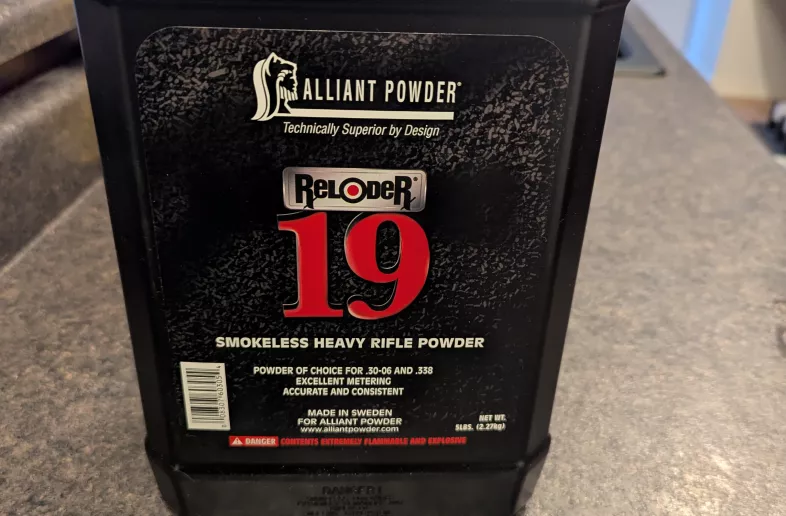 ALLIANT POWDER®
Technically Superior by Design
RELODER®
19
SMOKELESS HEAVY RIFLE POWDER
POWDER OF CHOICE FOR .30-06 AND .338
EXCELLENT METERING
ACCURATE AND CONSISTENT
MADE IN SWEDEN
FOR ALLIANT POWDER
www.alliantpowder.com
NET WT.
5LBS. (2.27kg)
DANGER CONTENTS EXTREMELY FLAMMABLE AND EXPLOSIVE
DANGER!